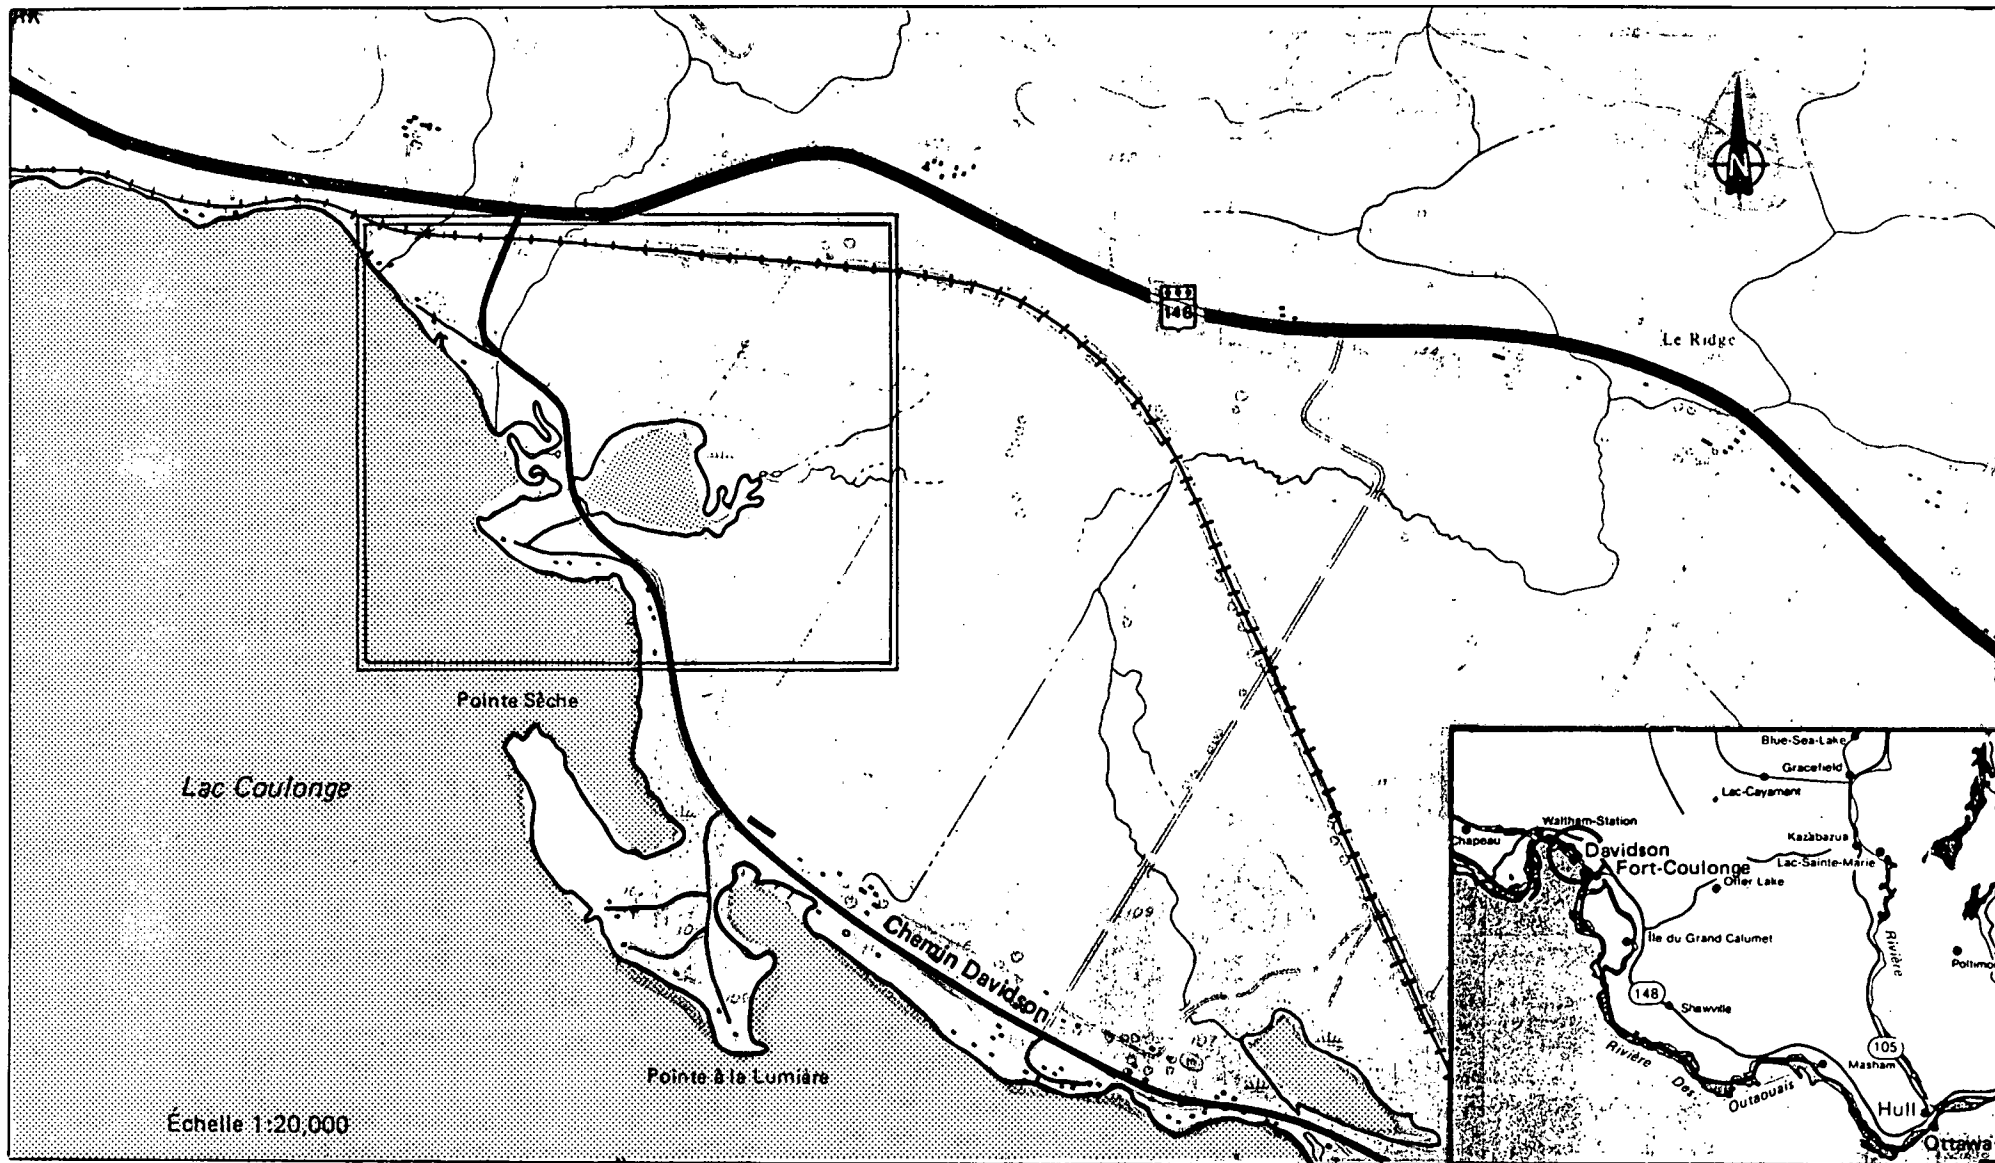 N
148
Le Ridge
Pointe Sèche
Lac Coulonge
Chemin Davidson
109
107
Pointe à la Lumière
Échelle 1:20,000
Blue-Sea-Lake
Gracefield
Lac-Cayamant
Waltham-Station
Chapeau
Kazabazua
Davidson
Lac-Sainte-Marie
Fort-Coulonge
Otter Lake
Île du Grand Calumet
Rivière
148
Shawville
105
Masham
Rivière Des Outaouais
Hull
Ottawa